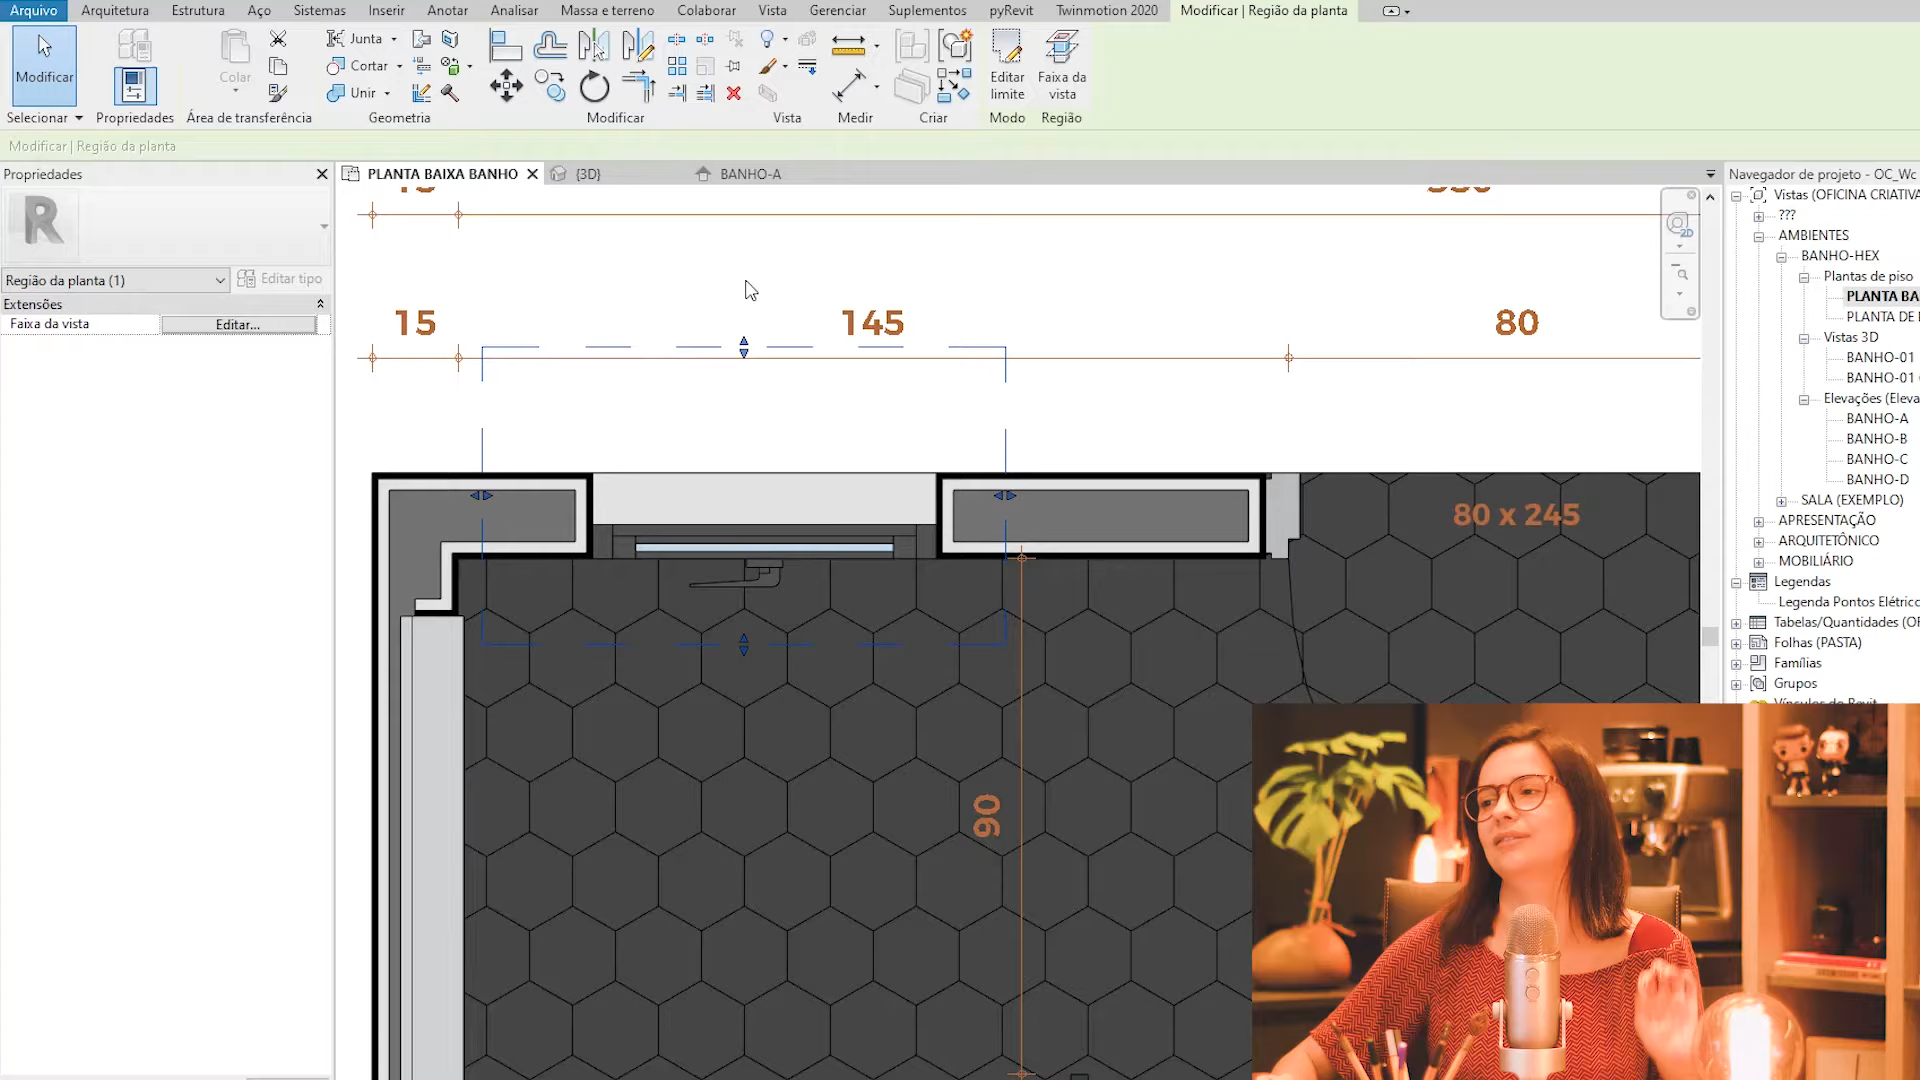 Arquivo Arquitetura Estrutura Aço Sistemas Inserir Anotar Analisar Massa e terreno Colaborar Vista Gerenciar Suplementos pyRevit Twinmotion 2020 Modificar | Região da planta
Junta
Cortar
Unir
Modificar
Colar
Editar limite
Faixa da vista
Selecionar Propriedades Área de transferência Geometria Modificar Vista Medir Criar Modo Região
Modificar | Região da planta
Propriedades
PLANTA BAIXA BANHO
{3D}
BANHO-A
Navegador de projeto - OC_Wc
R
Região da planta (1)
Editar tipo
Extensões
Faixa da vista
Editar...
2D
15
145
80
80 x 245
90
Vistas (OFICINA CRIATIVA
???
AMBIENTES
BANHO-HEX
Plantas de piso
PLANTA BA
PLANTA DE
Vistas 3D
BANHO-01
BANHO-01
Elevações (Eleva
BANHO-A
BANHO-B
BANHO-C
BANHO-D
SALA (EXEMPLO)
APRESENTAÇÃO
ARQUITETÔNICO
MOBILIÁRIO
Legendas
Legenda Pontos Elétrico
Tabelas/Quantidades (OF
Folhas (PASTA)
Famílias
Grupos
Vínculos do Revit